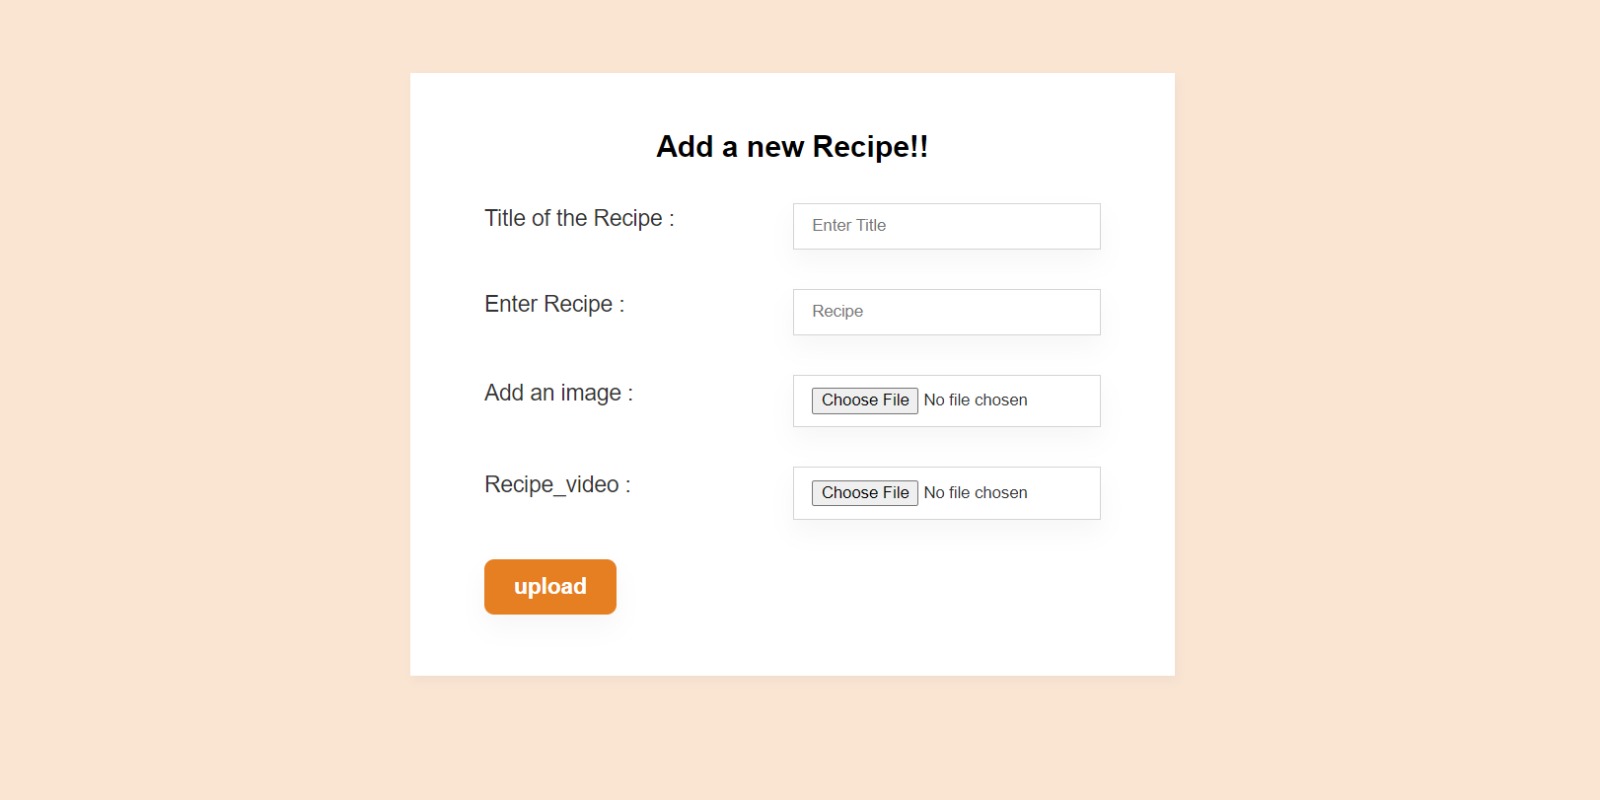 Add a new Recipe!!
Title of the Recipe :
Enter Title
Enter Recipe :
Recipe
Add an image :
Choose File No file chosen
Recipe_video :
Choose File No file chosen
upload